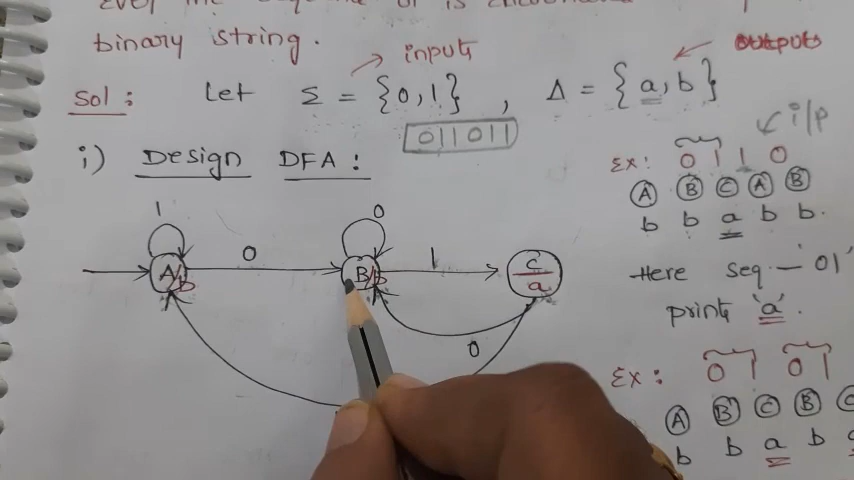 binary string.
→ inputs
outputs
Sol: Let Σ = {0,1} , Δ = {a,b}
011011
i/p
i) Design DFA:
Ex: 0 1 1 0
A B C A B
b b a b b.
Here seq — '01'
print 'a'.
1 0
0 1
A/b B/b C/a
0
Ex: 0 1 0 1
A B C B C
b b a b